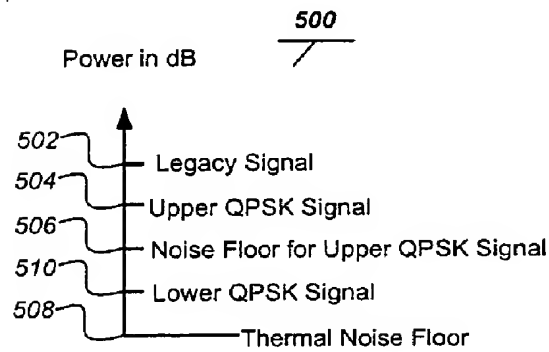 500
Power in dB
502
Legacy Signal
504
Upper QPSK Signal
506
Noise Floor for Upper QPSK Signal
510
Lower QPSK Signal
508
Thermal Noise Floor